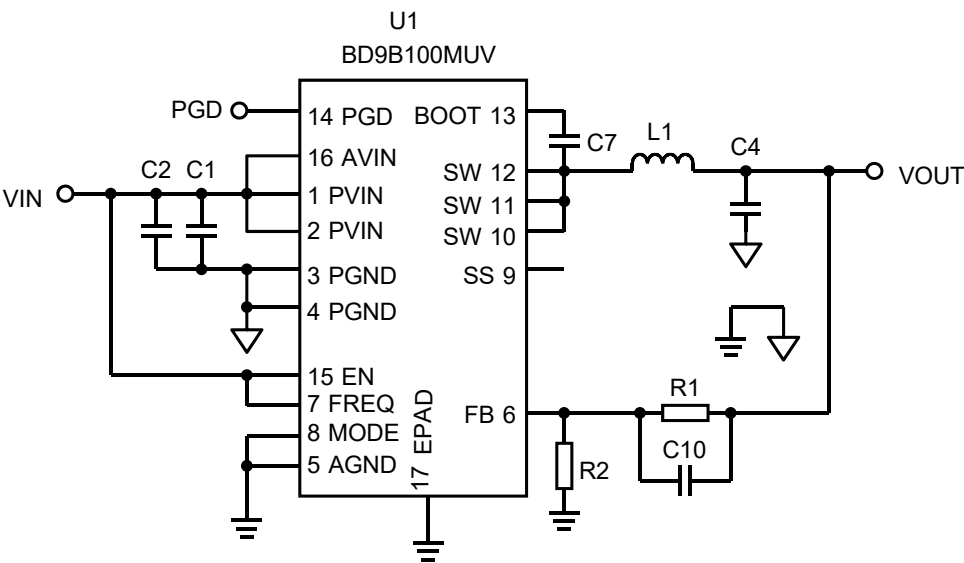 U1
BD9B100MUV
PGD
14 PGD
BOOT 13
C7
L1
C4
C2
C1
16 AVIN
SW 12
VIN
1 PVIN
SW 11
VOUT
2 PVIN
SW 10
3 PGND
SS 9
4 PGND
15 EN
7 FREQ
R1
8 MODE
FB 6
5 AGND
17 EPAD
C10
R2